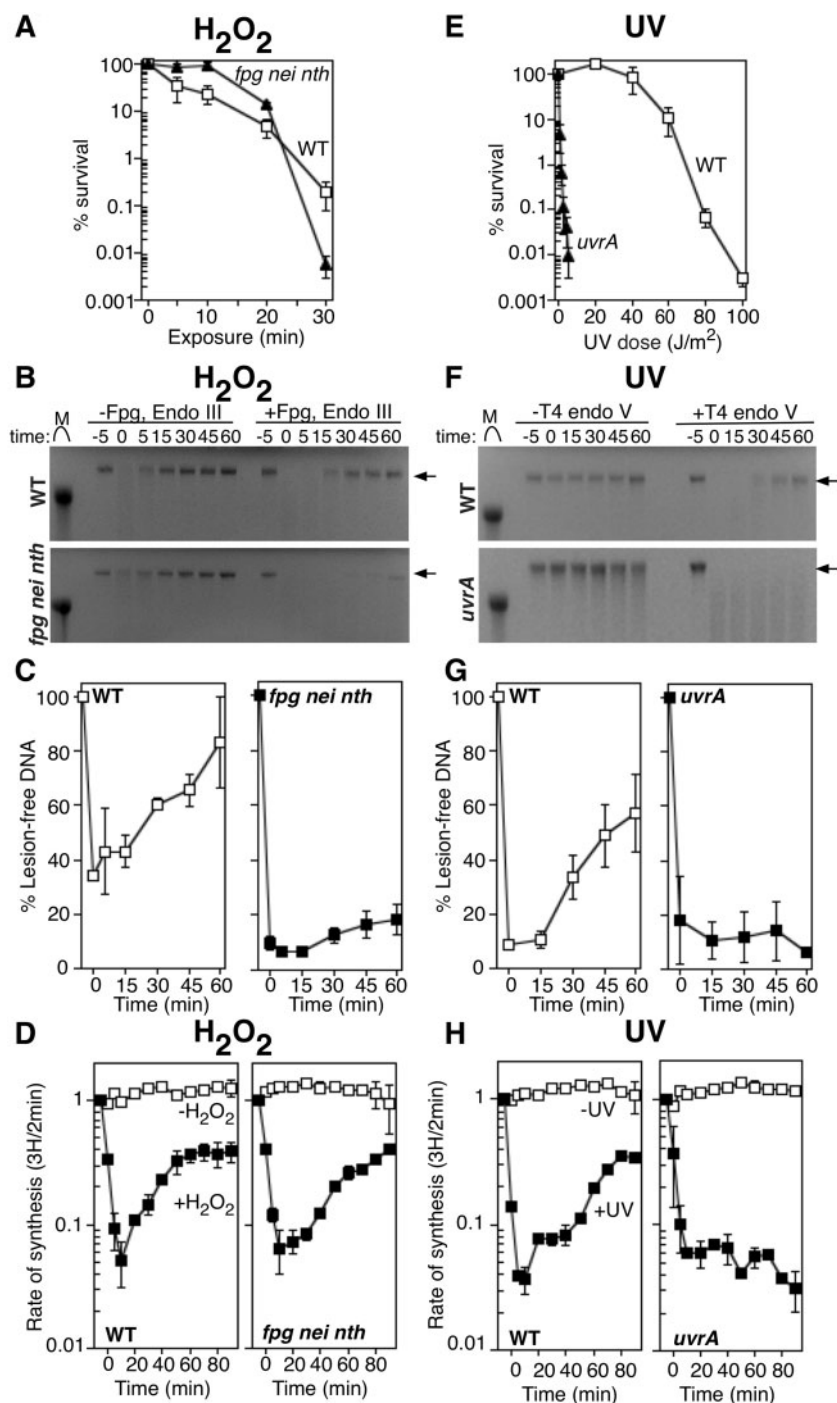 A H2O2
100
10
1
0.1
0.01
0.001
% survival
fpg nei nth
WT
0 10 20 30
Exposure (min)
B H2O2
M -Fpg, Endo III +Fpg, Endo III
time: -5 0 5 15 30 45 60 -5 0 5 15 30 45 60
WT
fpg nei nth
C
WT
fpg nei nth
100
80
60
40
20
0
% Lesion-free DNA
0 15 30 45 60 0 15 30 45 60
Time (min) Time (min)
D H2O2
1
0.1
0.01
Rate of synthesis (3H/2min)
-H2O2
+H2O2
WT
fpg nei nth
0 20 40 60 80 0 20 40 60 80
Time (min) Time (min)
E UV
100
10
1
0.1
0.01
0.001
% survival
WT
uvrA
0 20 40 60 80 100
UV dose (J/m²)
F UV
M -T4 endo V +T4 endo V
time: -5 0 15 30 45 60 -5 0 15 30 45 60
WT
uvrA
G
WT
uvrA
100
80
60
40
20
0
% Lesion-free DNA
0 15 30 45 60 0 15 30 45 60
Time (min) Time (min)
H UV
1
0.1
0.01
Rate of synthesis (3H/2min)
-UV
+UV
WT
uvrA
0 20 40 60 80 0 20 40 60 80
Time (min) Time (min)